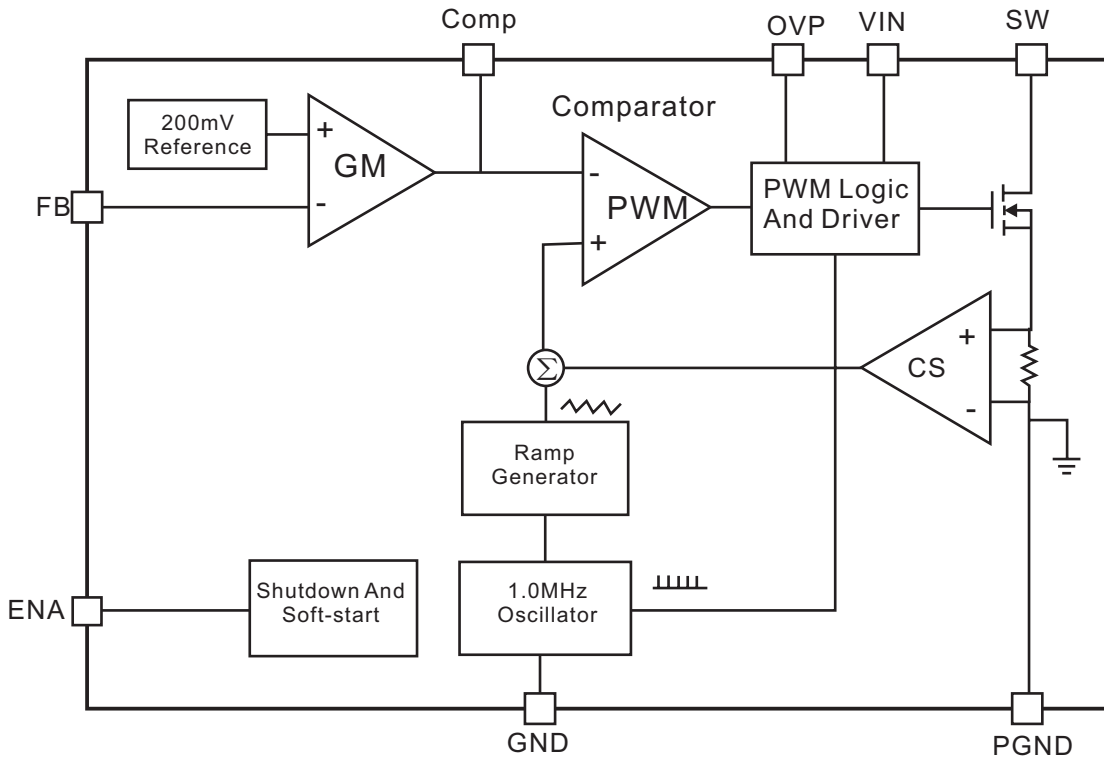 Comp
OVP
VIN
SW
Comparator
200mV
Reference
+
GM
-
-
PWM
+
PWM Logic
And Driver
FB
+
CS
-
Σ
Ramp
Generator
Shutdown And
Soft-start
1.0MHz
Oscillator
ENA
GND
PGND